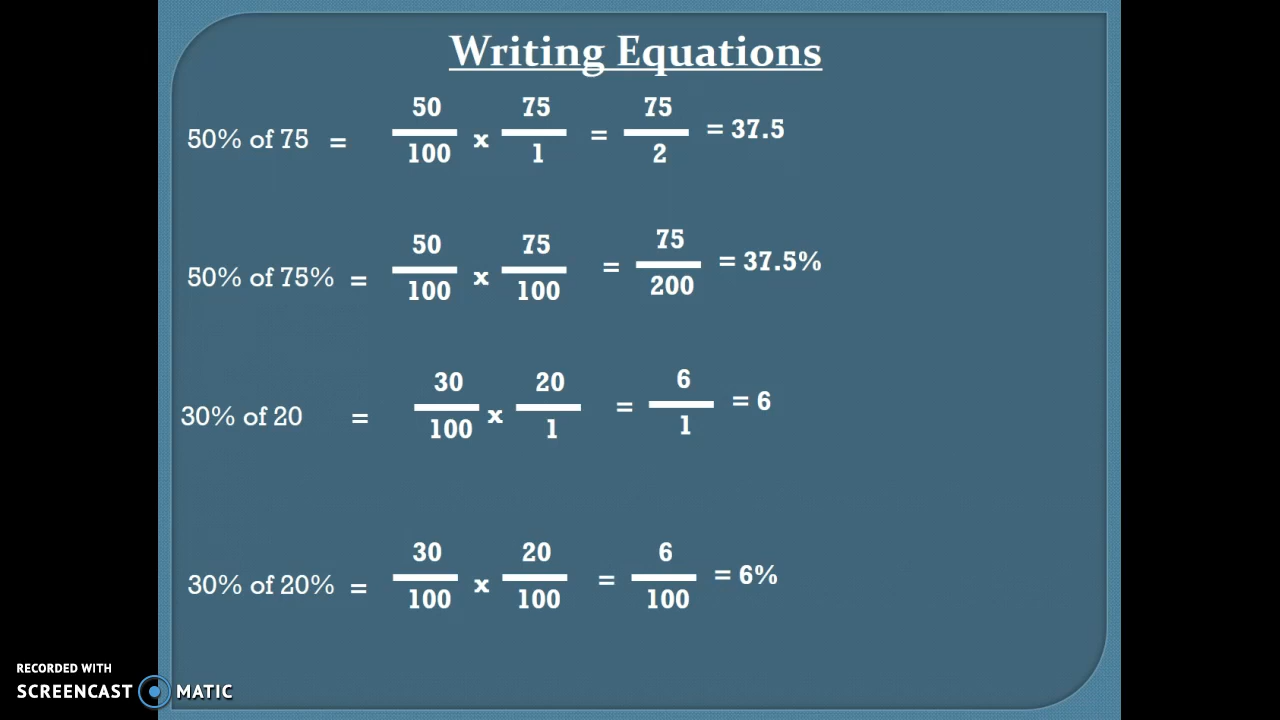 Writing Equations
50% of 75 = 50/100 x 75/1 = 75/2 = 37.5
50% of 75% = 50/100 x 75/100 = 75/200 = 37.5%
30% of 20 = 30/100 x 20/1 = 6/1 = 6
30% of 20% = 30/100 x 20/100 = 6/100 = 6%
RECORDED WITH
SCREENCAST MATIC